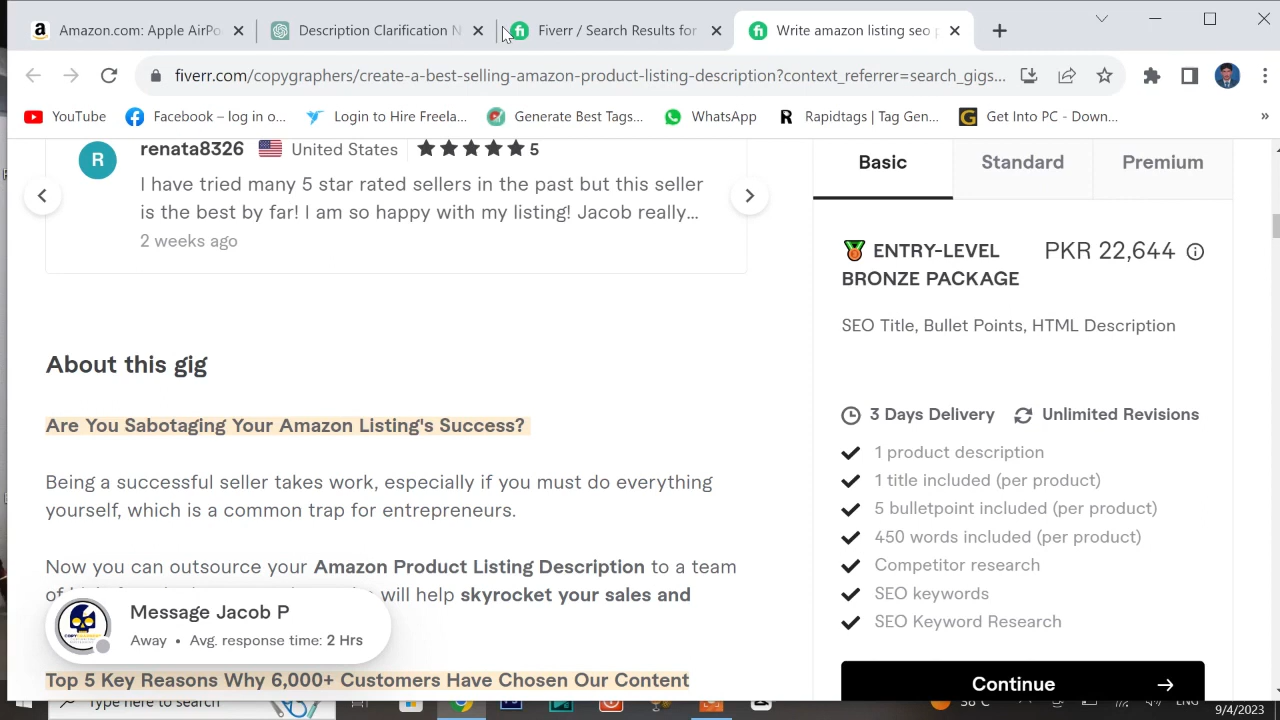 amazon.com: Apple AirPo
Description Clarification N
Fiverr / Search Results for
Write amazon listing seo p
fiverr.com/copygraphers/create-a-best-selling-amazon-product-listing-description?context_referrer=search_gigs...
YouTube
Facebook – log in o...
Login to Hire Freela...
Generate Best Tags...
WhatsApp
Rapidtags | Tag Gen...
Get Into PC - Down...
»
R
renata8326
United States
5
I have tried many 5 star rated sellers in the past but this seller
is the best by far! I am so happy with my listing! Jacob really...
2 weeks ago
About this gig
Are You Sabotaging Your Amazon Listing's Success?
Being a successful seller takes work, especially if you must do everything
yourself, which is a common trap for entrepreneurs.
Now you can outsource your Amazon Product Listing Description to a team
will help skyrocket your sales and
Message Jacob P
Away • Avg. response time: 2 Hrs
Top 5 Key Reasons Why 6,000+ Customers Have Chosen Our Content
Basic
Standard
Premium
ENTRY-LEVEL
BRONZE PACKAGE
PKR 22,644
SEO Title, Bullet Points, HTML Description
3 Days Delivery
Unlimited Revisions
1 product description
1 title included (per product)
5 bulletpoint included (per product)
450 words included (per product)
Competitor research
SEO keywords
SEO Keyword Research
Continue
Type here to search
38°C
ENG
9/4/2023